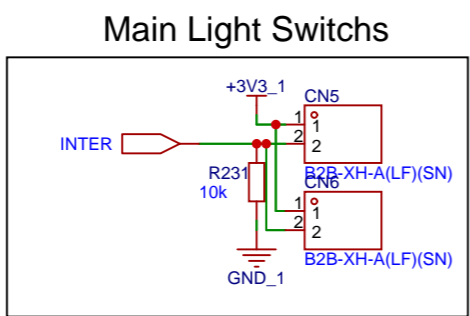 Main Light Switchs
+3V3_1
CN5
1
1
INTER
2
2
R231
10k
B2B-XH-A(LF)(SN)
CN6
1
1
2
2
GND_1
B2B-XH-A(LF)(SN)